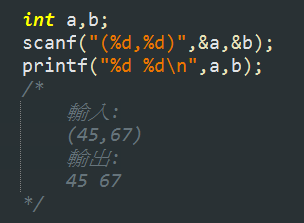 int a,b;
scanf("(%d,%d)",&a,&b);
printf("%d %d\n",a,b);
/*
輸入:
(45,67)
輸出:
45 67
*/